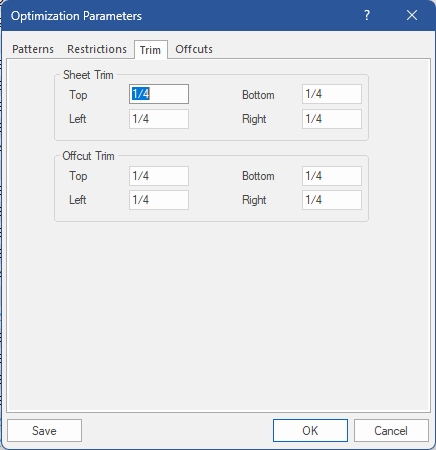 Optimization Parameters ?
Patterns Restrictions Trim Offcuts
Sheet Trim
Top 1/4 Bottom 1/4
Left 1/4 Right 1/4
Offcut Trim
Top 1/4 Bottom 1/4
Left 1/4 Right 1/4
Save OK Cancel